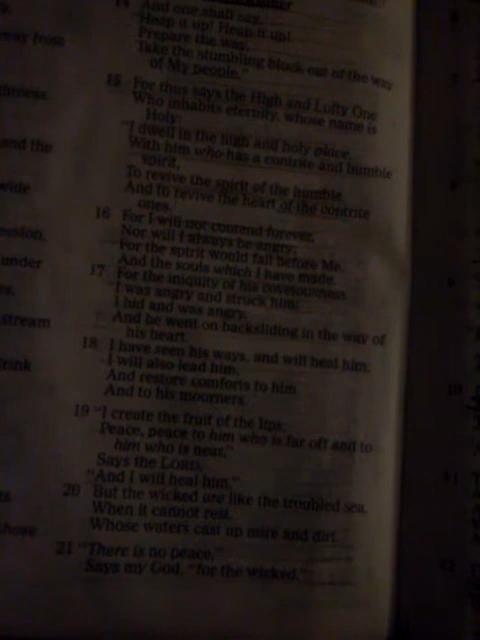 14 And one shall say,
"Heap it up! Heap it up!
Prepare the way,
Take the stumbling block out of the way
of My people."
15 For thus says the High and Lofty One
Who inhabits eternity, whose name is
Holy:
"I dwell in the high and holy place,
With him who has a contrite and humble
spirit,
To revive the spirit of the humble,
And to revive the heart of the contrite
ones.
16 For I will not contend forever,
Nor will I always be angry;
For the spirit would fail before Me,
And the souls which I have made.
17 For the iniquity of his covetousness
I was angry and struck him;
I hid and was angry,
And he went on backsliding in the way of
his heart.
18 I have seen his ways, and will heal him;
I will also lead him,
And restore comforts to him
And to his mourners.
19 "I create the fruit of the lips:
Peace, peace to him who is far off and to
him who is near,"
Says the LORD,
"And I will heal him."
20 But the wicked are like the troubled sea,
When it cannot rest,
Whose waters cast up mire and dirt.
21 "There is no peace,"
Says my God, "for the wicked."
away from
and the
wide
under
stream
drink
those